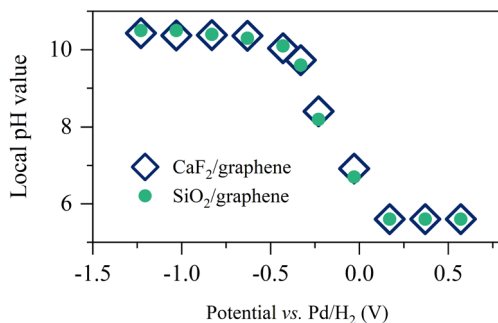 Local pH value
10
8
6
CaF₂/graphene
SiO₂/graphene
-1.5 -1.0 -0.5 0.0 0.5
Potential vs. Pd/H₂ (V)